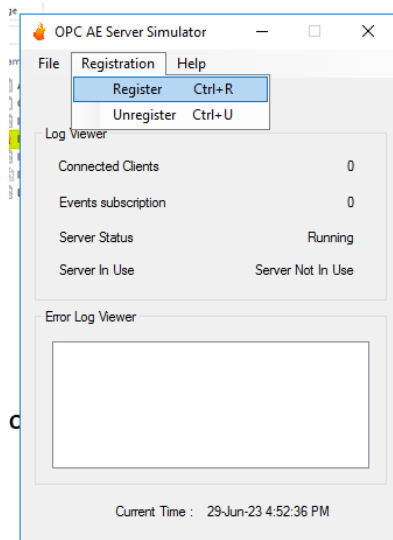 OPC AE Server Simulator
File Registration Help
Register Ctrl+R
Unregister Ctrl+U
Log Viewer
Connected Clients 0
Events subscription 0
Server Status Running
Server In Use Server Not In Use
Error Log Viewer
Current Time : 29-Jun-23 4:52:36 PM